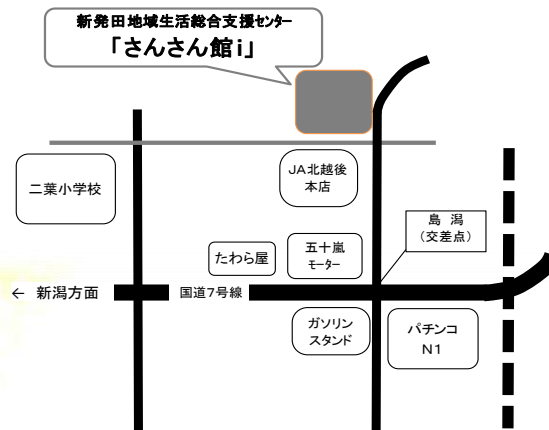 新発田地域生活総合支援センター
「さんさん館i」
JA北越後
本店
二葉小学校
島 潟
(交差点)
五十嵐
モーター
たわら屋
← 新潟方面
国道7号線
ガソリン
スタンド
パチンコ
N1